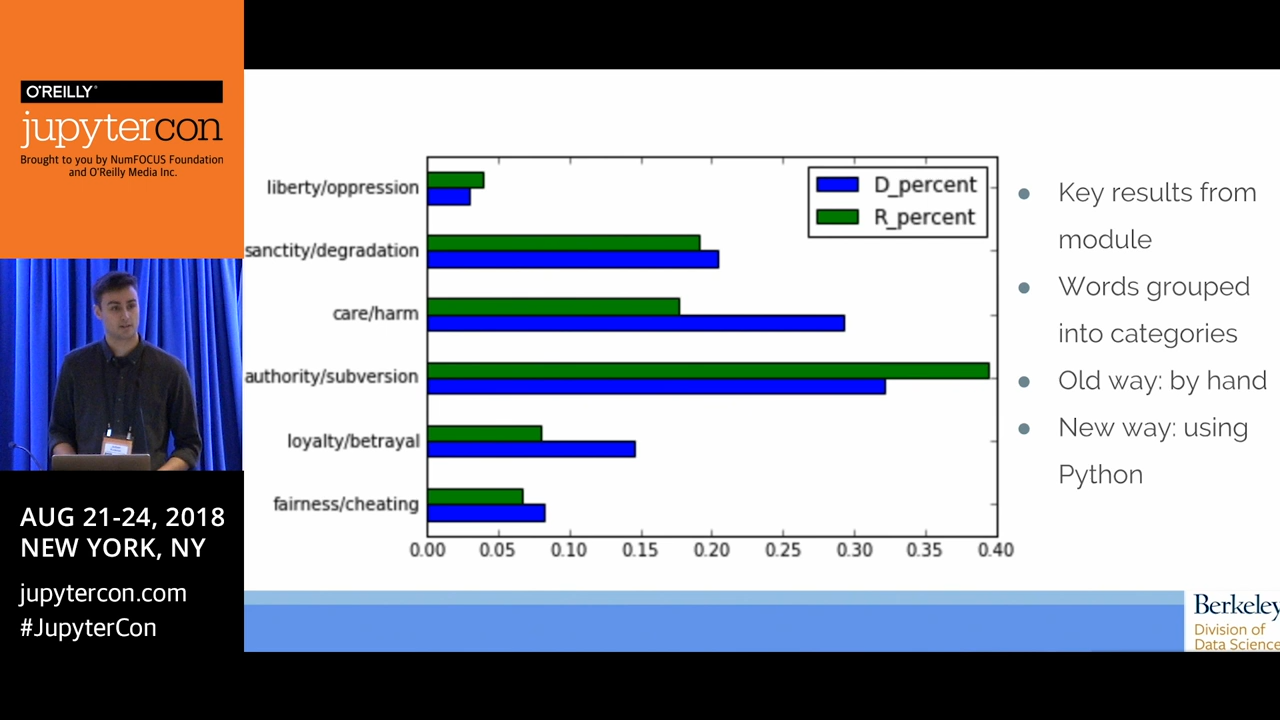 O'REILLY®
jupytercon
Brought to you by NumFOCUS Foundation
and O'Reilly Media Inc.
AUG 21-24, 2018
NEW YORK, NY
jupytercon.com
#JupyterCon
D_percent
R_percent
liberty/oppression
sanctity/degradation
care/harm
authority/subversion
loyalty/betrayal
fairness/cheating
0.00 0.05 0.10 0.15 0.20 0.25 0.30 0.35 0.40
● Key results from
module
● Words grouped
into categories
● Old way: by hand
● New way: using
Python
Berkeley
Division of
Data Science